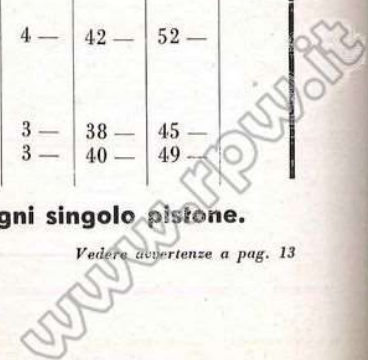 4 — 42 — 52 —
3 — 38 — 45 —
3 — 40 — 49 —
gni singolo pistone.
Vedere avvertenze a pag. 13
www.rpw.it